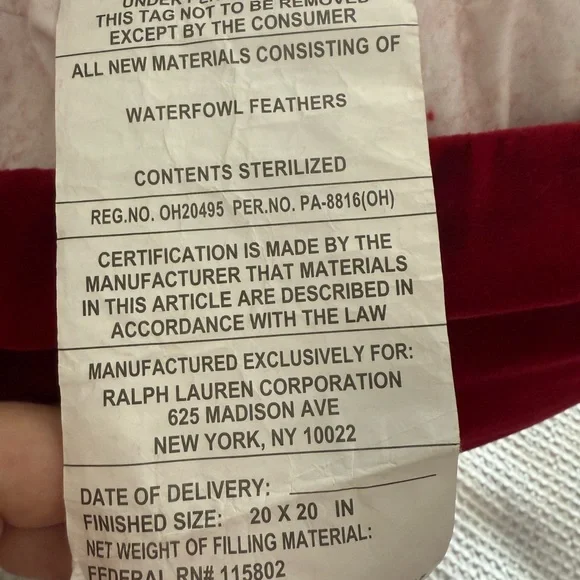 THIS TAG NOT TO BE REMOVED
EXCEPT BY THE CONSUMER
ALL NEW MATERIALS CONSISTING OF
WATERFOWL FEATHERS
CONTENTS STERILIZED
REG.NO. OH20495 PER.NO. PA-8816(OH)
CERTIFICATION IS MADE BY THE
MANUFACTURER THAT MATERIALS
IN THIS ARTICLE ARE DESCRIBED IN
ACCORDANCE WITH THE LAW
MANUFACTURED EXCLUSIVELY FOR:
RALPH LAUREN CORPORATION
625 MADISON AVE
NEW YORK, NY 10022
DATE OF DELIVERY:
FINISHED SIZE: 20 X 20 IN
NET WEIGHT OF FILLING MATERIAL:
FEDERAL RN# 115802